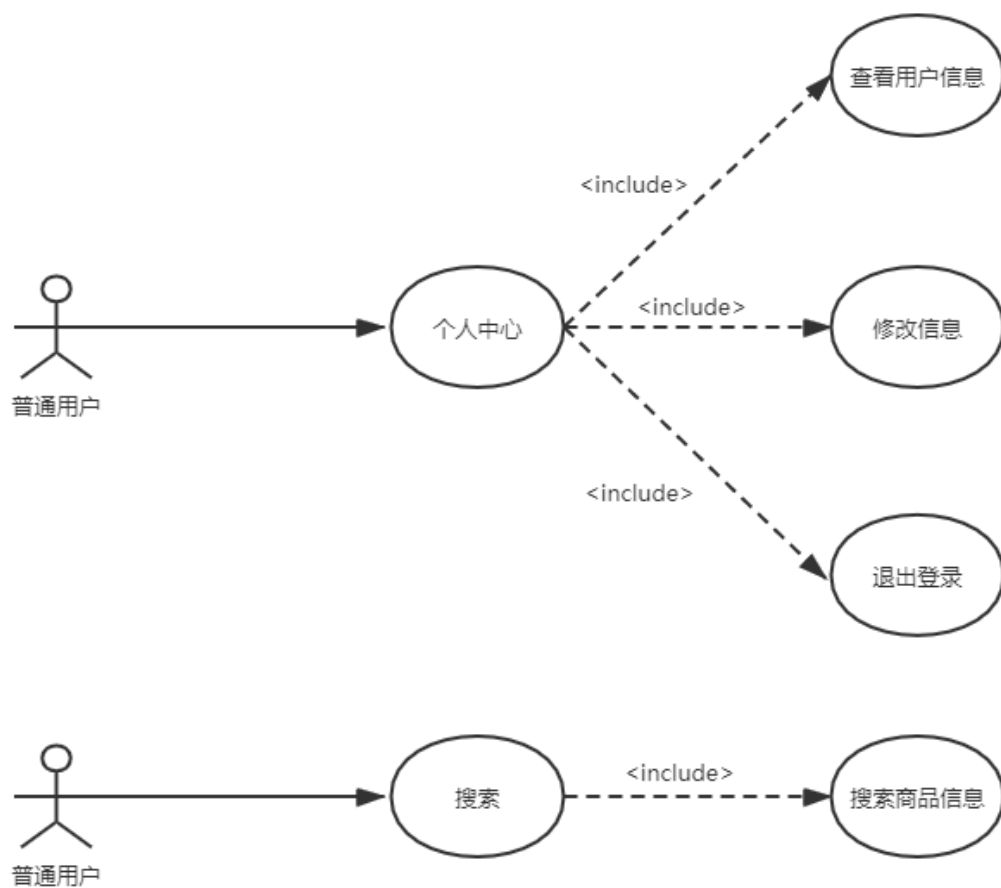 查看用户信息
<include>
<include>
个人中心
修改信息
普通用户
<include>
退出登录
<include>
搜索
搜索商品信息
普通用户